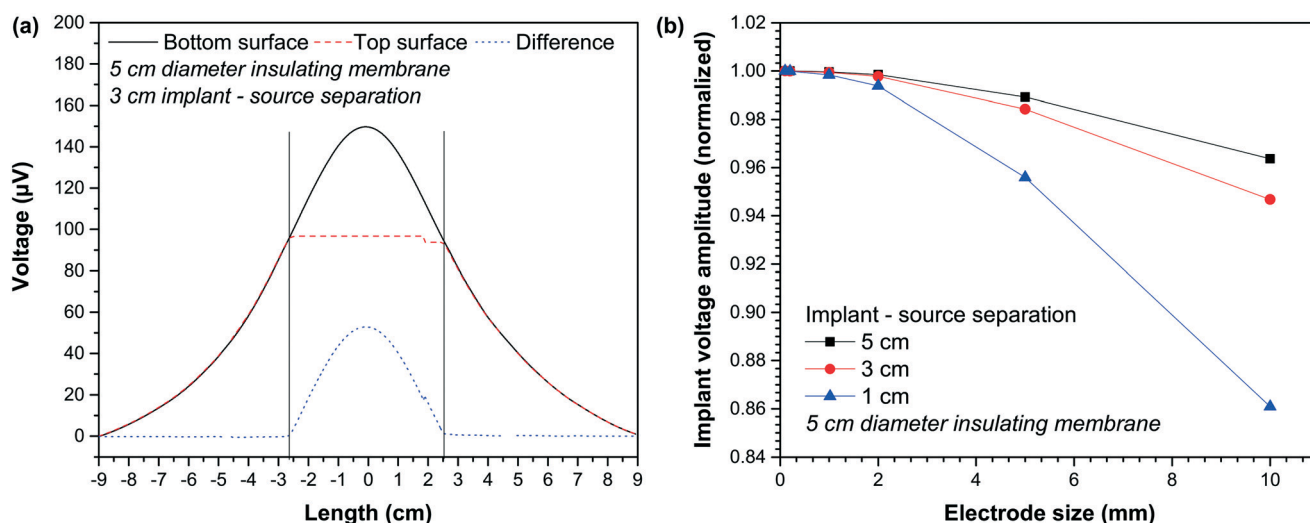 (a)
Voltage (µV)
200
180
160
140
120
100
80
60
40
20
0
Bottom surface Top surface Difference
5 cm diameter insulating membrane
3 cm implant - source separation
-9 -8 -7 -6 -5 -4 -3 -2 -1 0 1 2 3 4 5 6 7 8 9
Length (cm)
(b)
Implant voltage amplitude (normalized)
1.02
1.00
0.98
0.96
0.94
0.92
0.90
0.88
0.86
0.84
Implant - source separation
5 cm
3 cm
1 cm
5 cm diameter insulating membrane
0 2 4 6 8 10
Electrode size (mm)